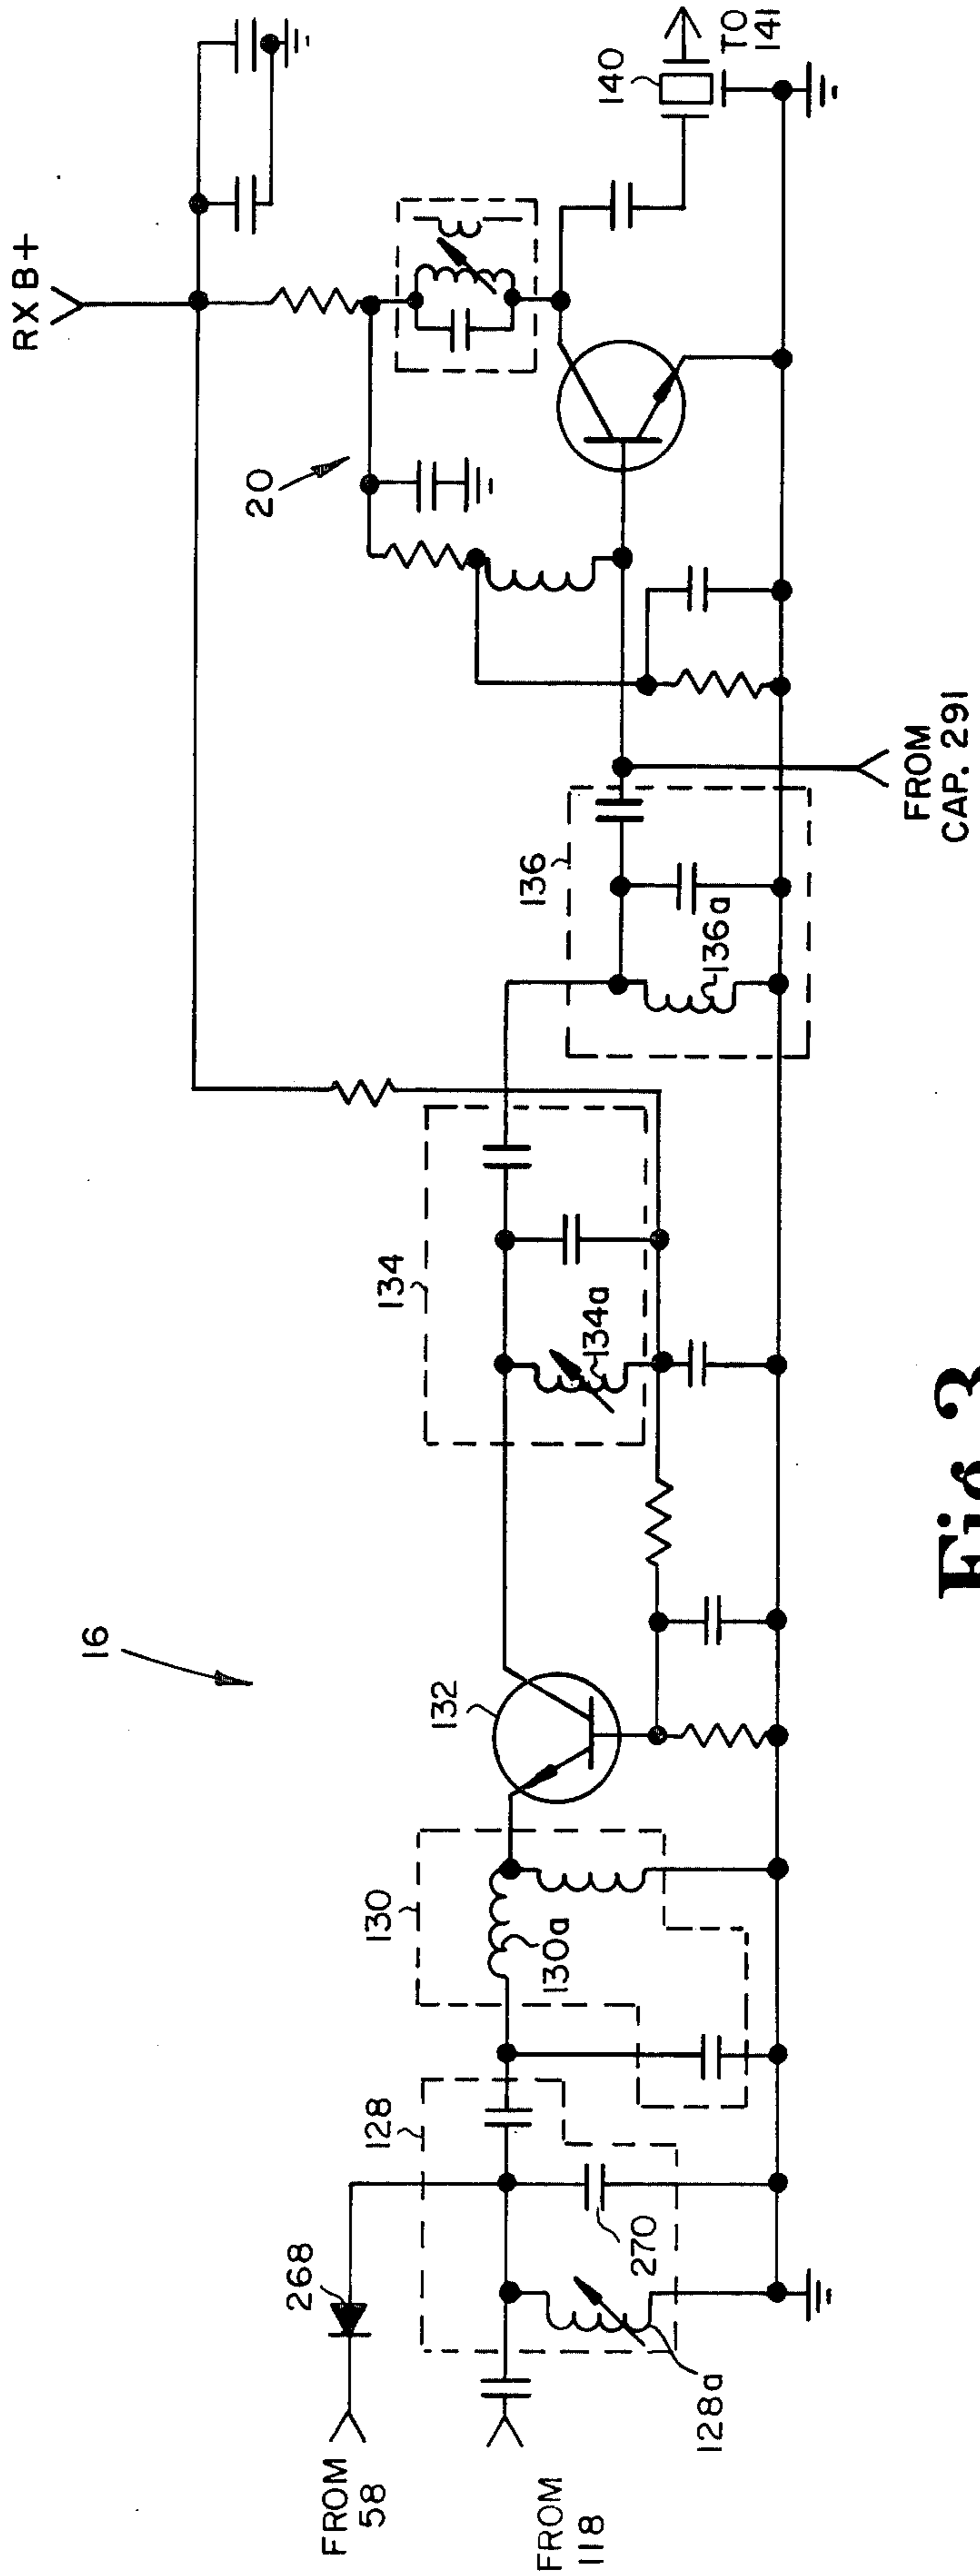 RX B+
20
140
TO
141
16
132
134
134a
136
136a
FROM
CAP. 291
130
130a
128
268
270
128a
FROM
58
FROM
118
Fig. 3